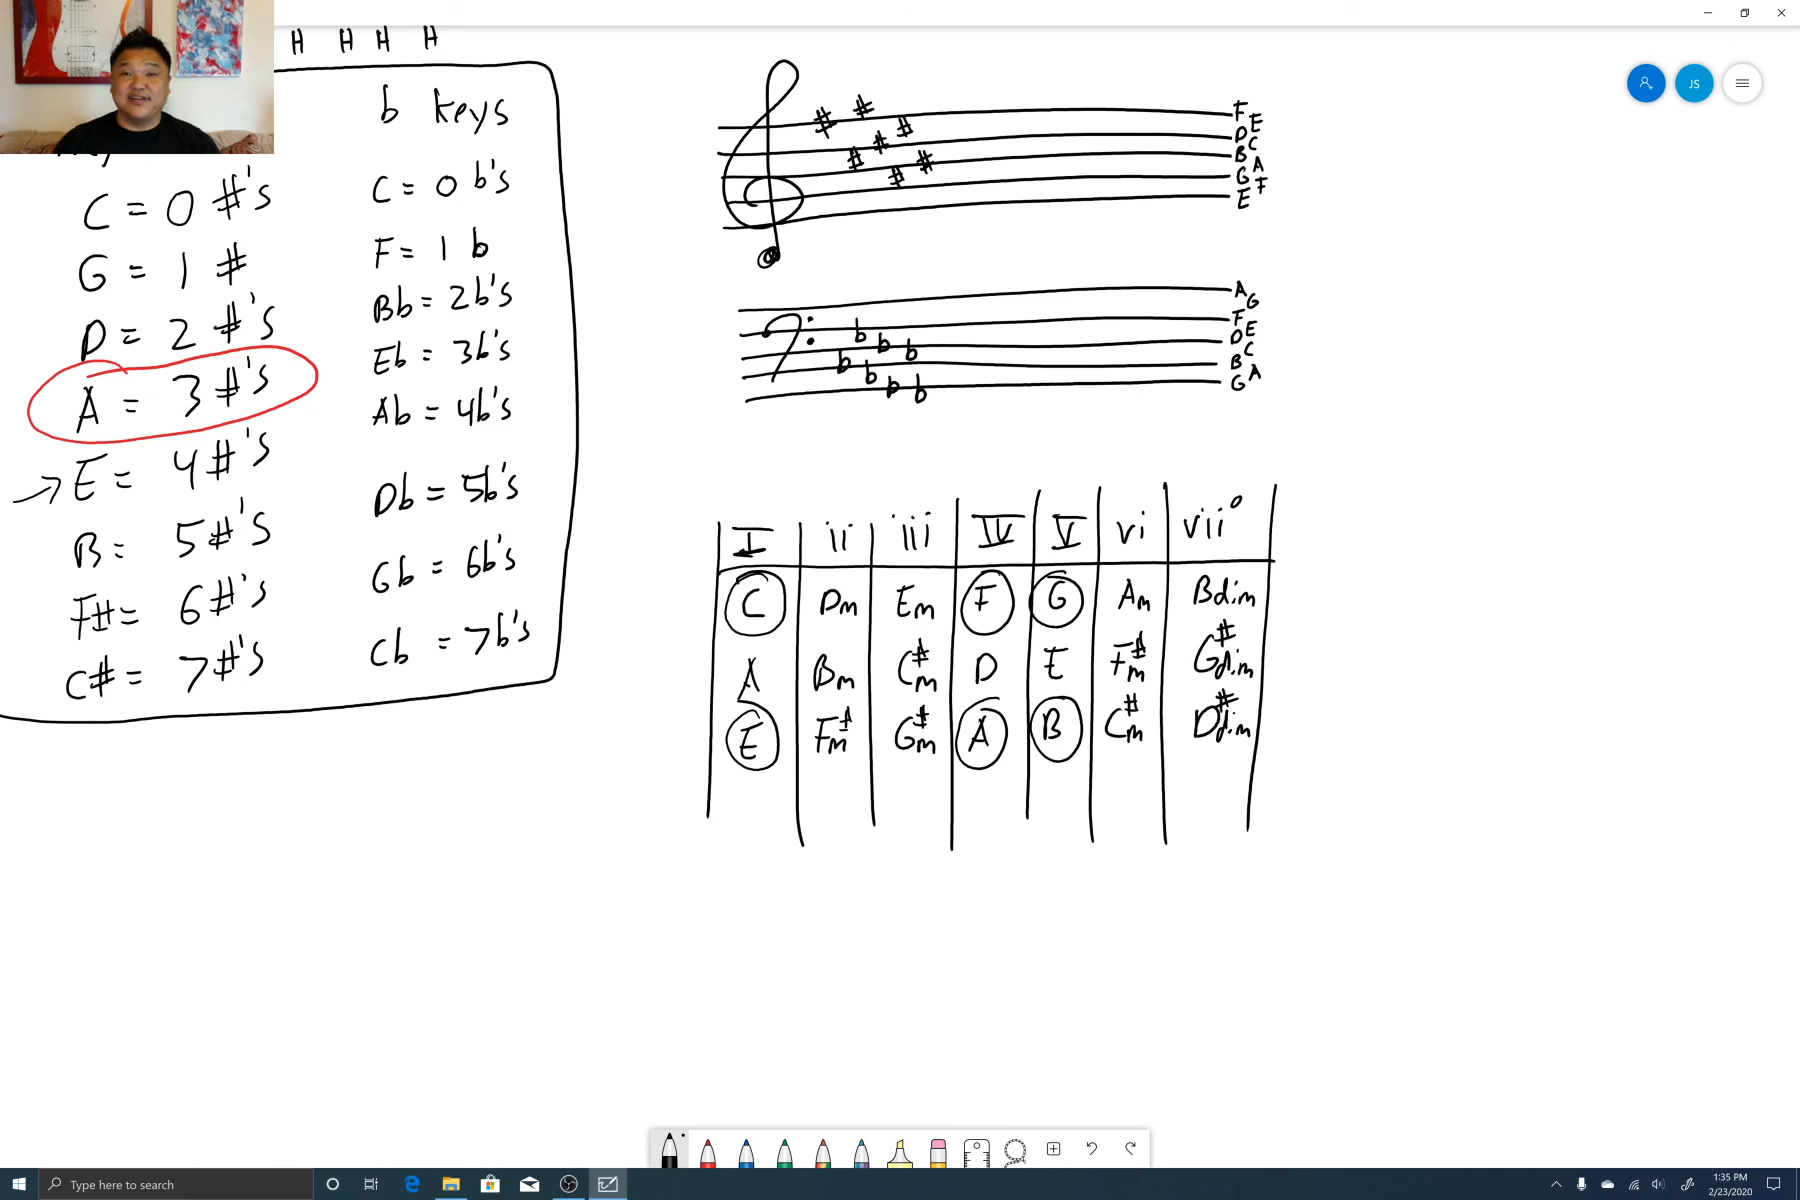 H H H H
b keys
C = 0 #'s
G = 1 #
D = 2 #'s
A = 3 #'s
→ E = 4 #'s
B = 5 #'s
F# = 6 #'s
C# = 7 #'s
C = 0 b's
F = 1 b
Bb = 2b's
Eb = 3b's
Ab = 4b's
Db = 5b's
Gb = 6b's
Cb = 7b's
# # # # # # #
F
E
D
C
B
A
G
F
E
b b b b b b b
A
G
F
E
D
C
B
A
G
I ii iii IV V vi vii°
C Dm Em F G Am Bdim
A Bm C#m D E F#m G#dim
E F#m G#m A B C#m D#dim
JS
Type here to search
1:35 PM
2/23/2020